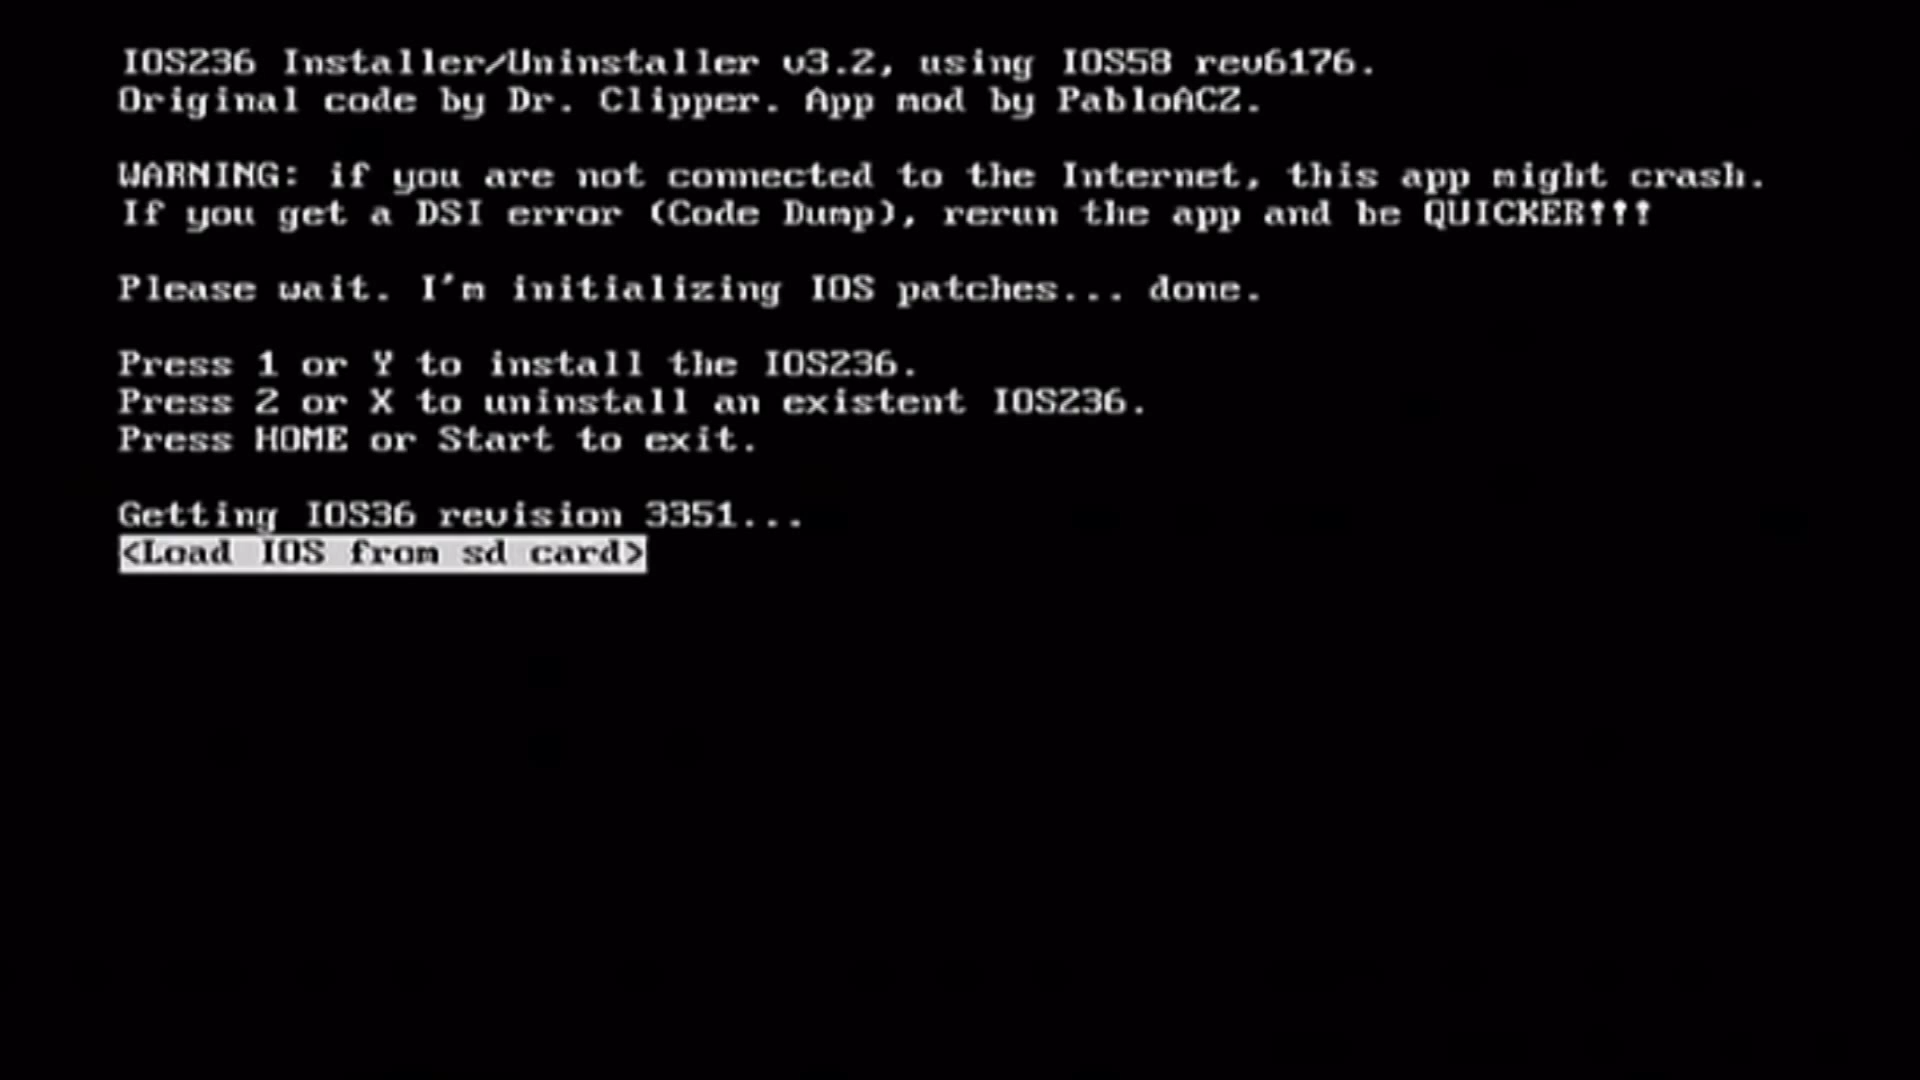 IOS236 Installer/Uninstaller v3.2, using IOS58 rev6176.
Original code by Dr. Clipper. App mod by PabloACZ.
WARNING: if you are not connected to the Internet, this app might crash.
If you get a DSI error (Code Dump), rerun the app and be QUICKER!!!
Please wait. I'm initializing IOS patches... done.
Press 1 or Y to install the IOS236.
Press 2 or X to uninstall an existent IOS236.
Press HOME or Start to exit.
Getting IOS36 revision 3351...
<Load IOS from sd card>